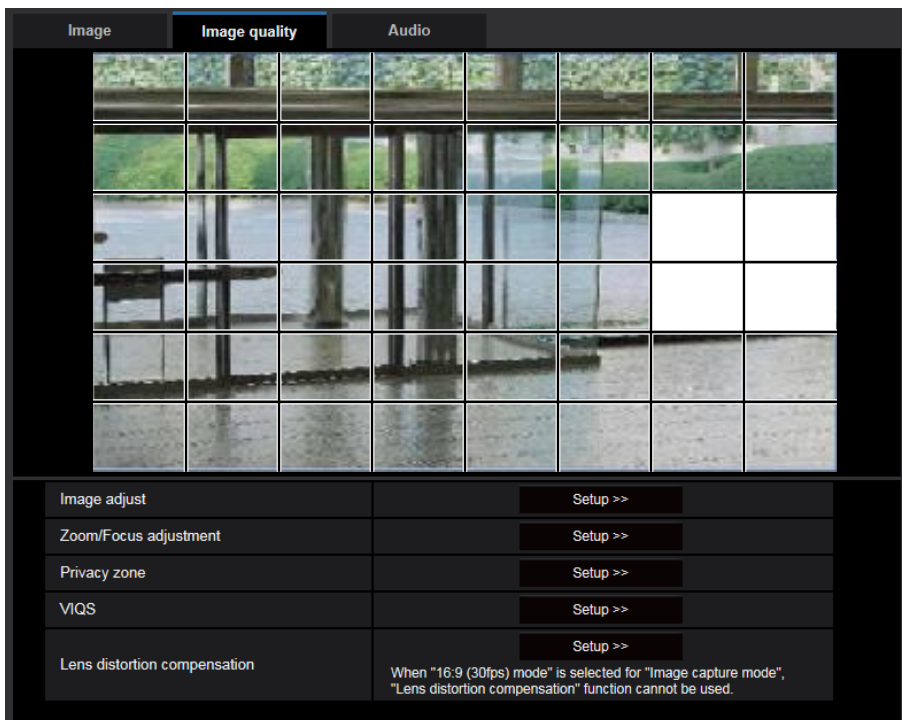 Image Image quality Audio
Image adjust Setup >>
Zoom/Focus adjustment Setup >>
Privacy zone Setup >>
VIQS Setup >>
Lens distortion compensation Setup >>
When "16:9 (30fps) mode" is selected for "Image capture mode",
"Lens distortion compensation" function cannot be used.